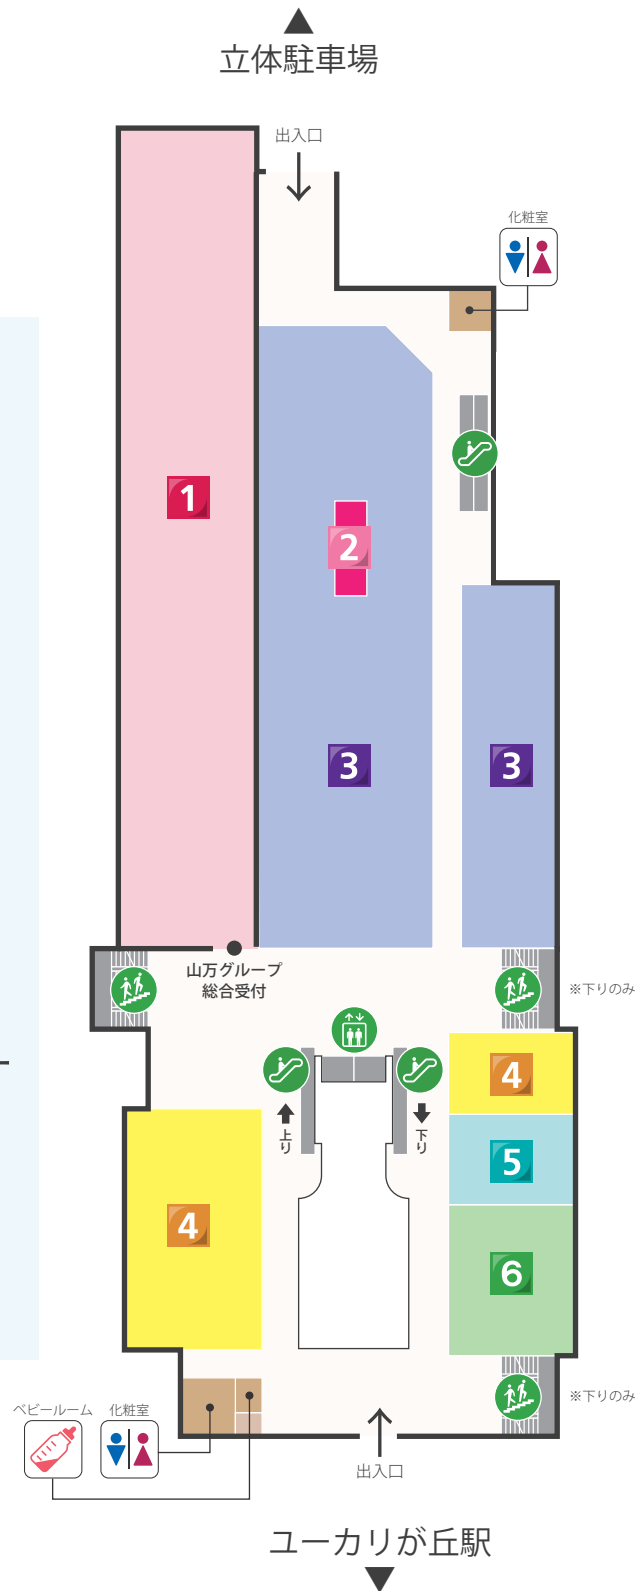 立体駐車場
出入口
化粧室
1
2
3
3
山万グループ
総合受付
※下りのみ
4
上り
下り
5
4
6
ベビールーム
化粧室
※下りのみ
出入口
ユーカリが丘駅